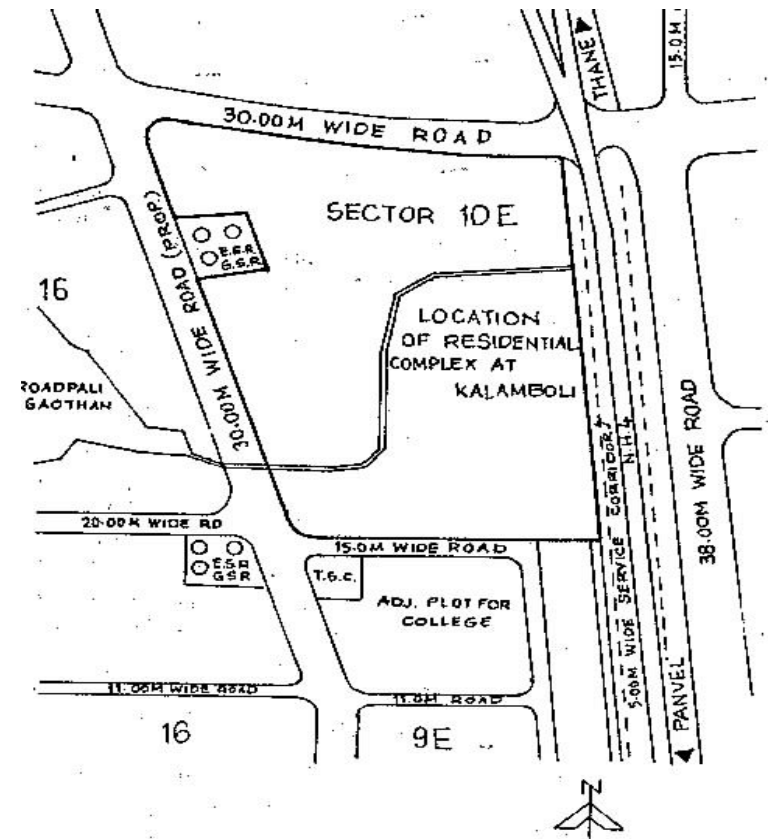 THANE
15.0M
30.00M WIDE ROAD
SECTOR 10E
30.00M WIDE ROAD (PROP)
E.S.R
G.S.R
16
LOCATION
OF RESIDENTIAL
COMPLEX AT
KALAMBOLI
ROADPALI
GAOTHAN
N.H.4
5.00M WIDE SERVICE CORRIDOR
38.00M WIDE ROAD
20.00M WIDE RD
15.0M WIDE ROAD
E.S.R
G.S.R
ADJ. PLOT FOR
COLLEGE
11.00M WIDE ROAD
11.0M ROAD
PANVEL
16
9E
N